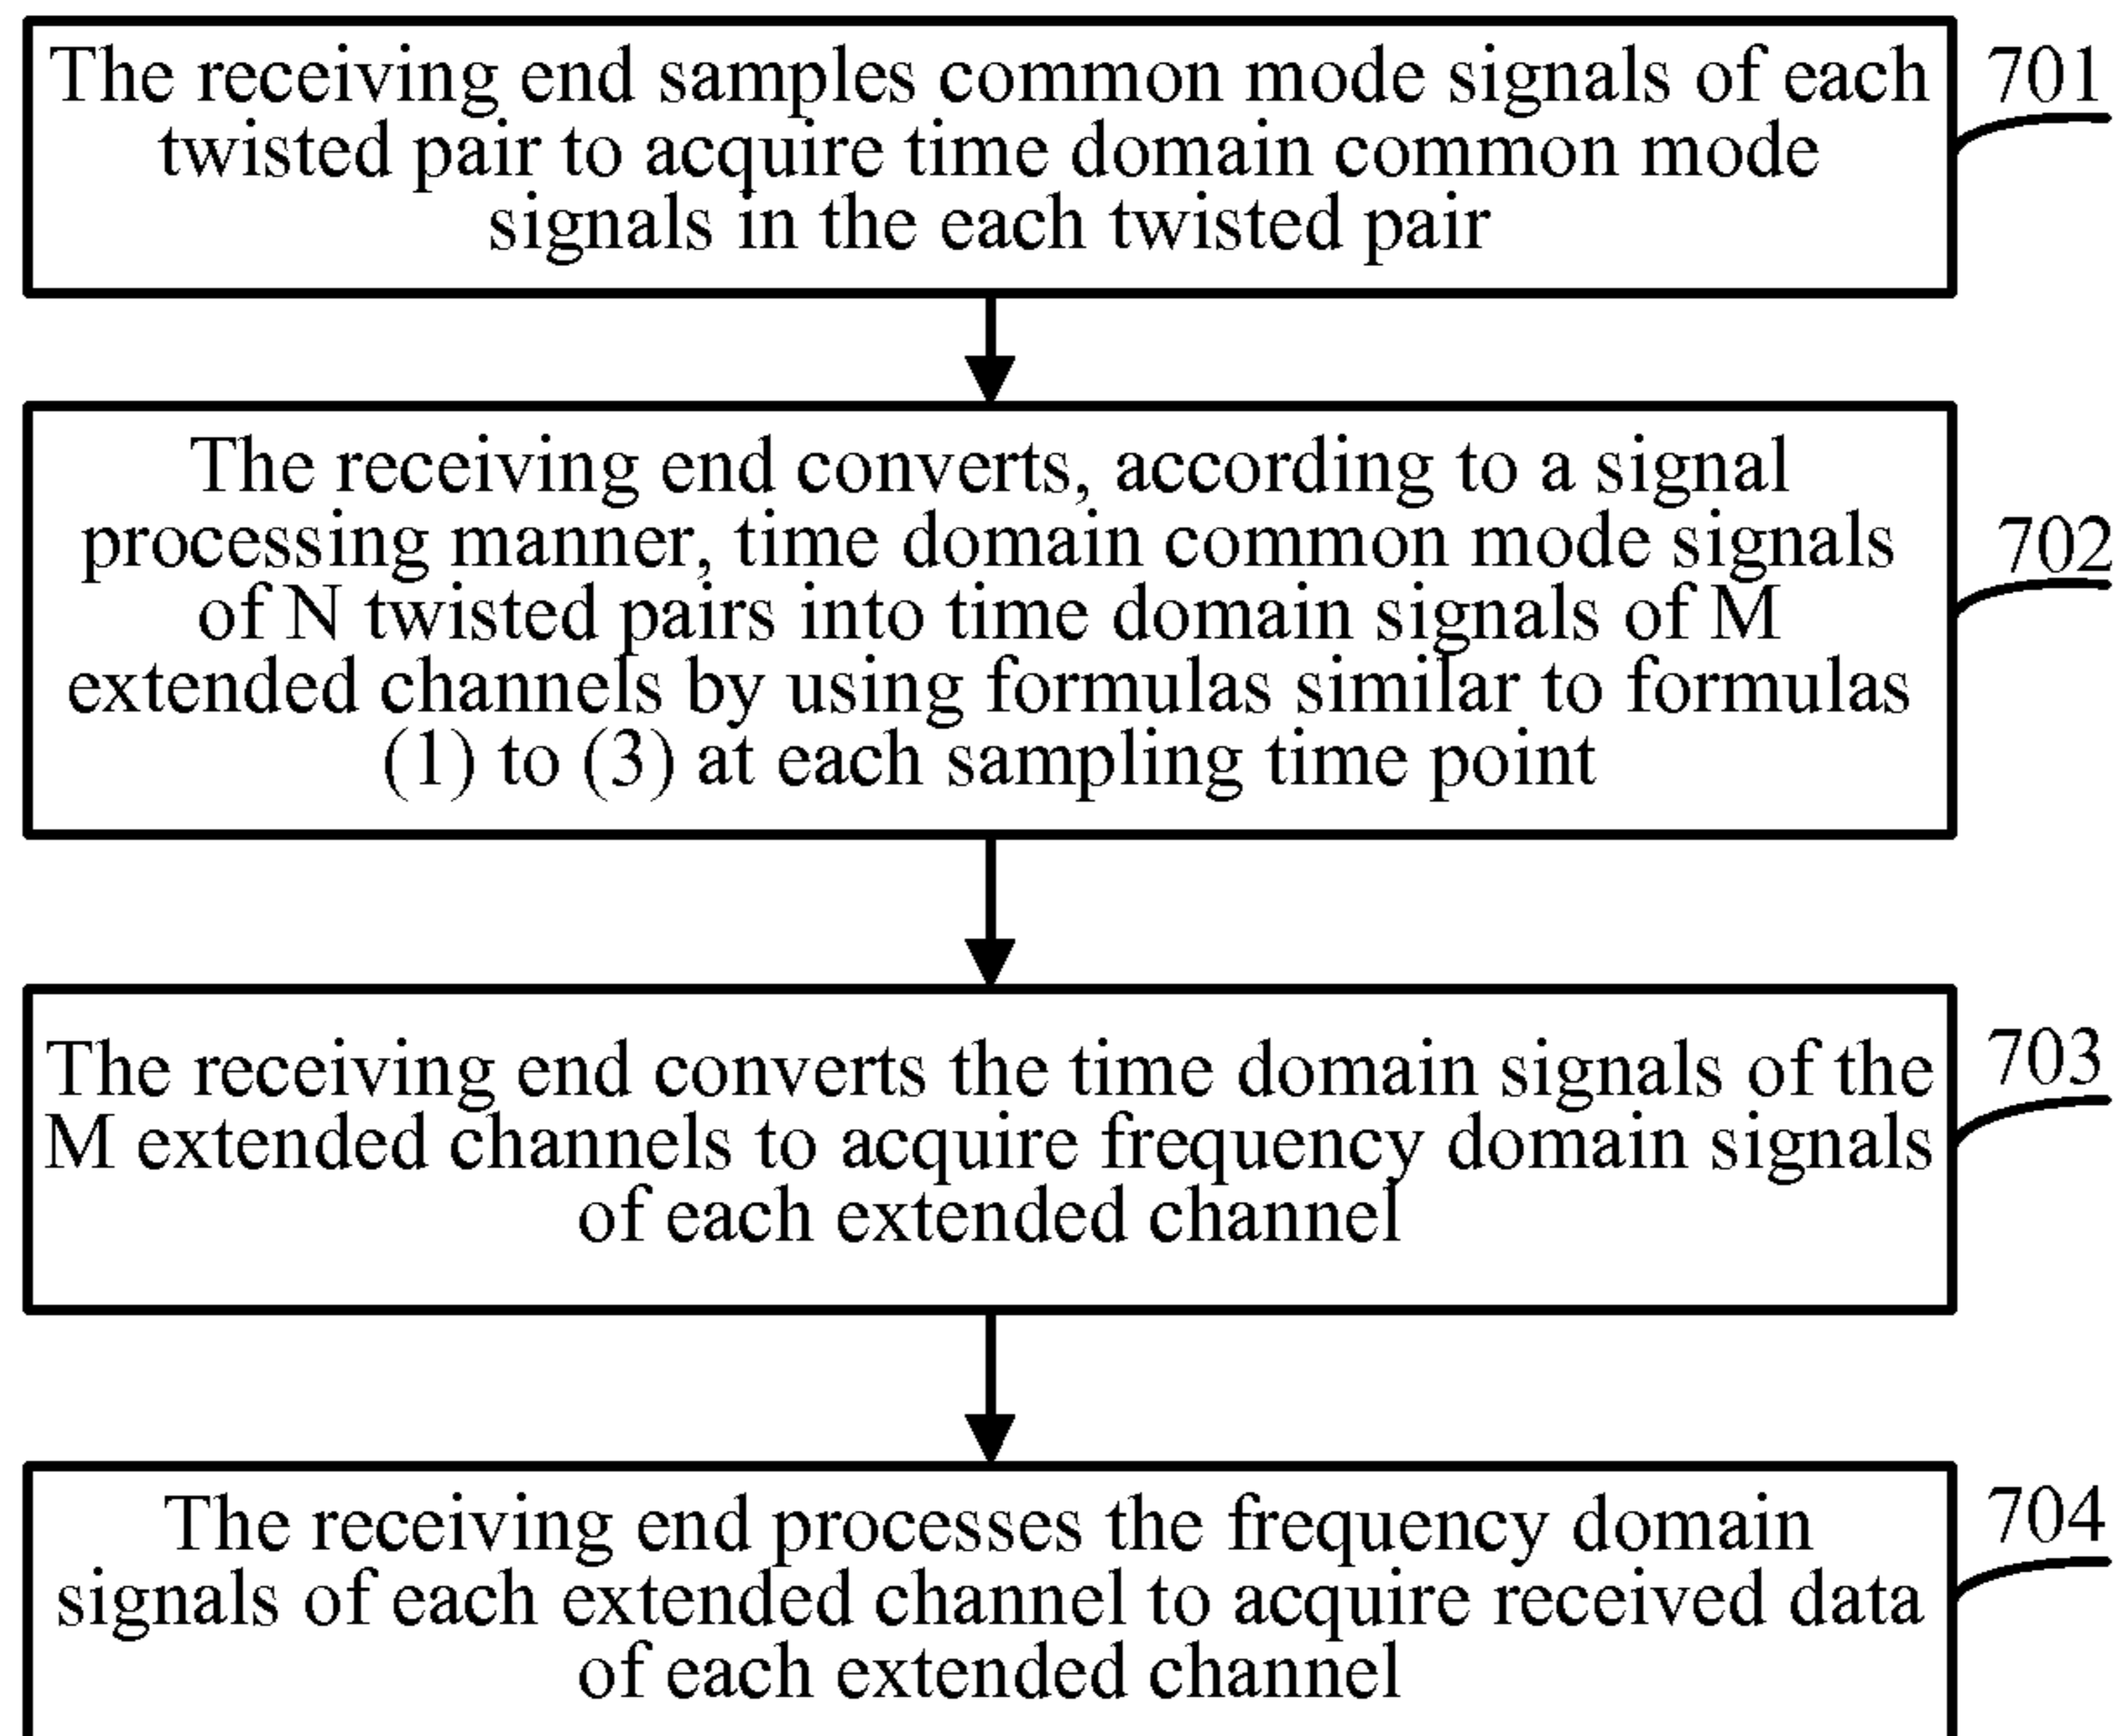 The receiving end samples common mode signals of each
twisted pair to acquire time domain common mode
signals in the each twisted pair
701
The receiving end converts, according to a signal
processing manner, time domain common mode signals
of N twisted pairs into time domain signals of M
extended channels by using formulas similar to formulas
(1) to (3) at each sampling time point
702
The receiving end converts the time domain signals of the
M extended channels to acquire frequency domain signals
of each extended channel
703
The receiving end processes the frequency domain
signals of each extended channel to acquire received data
of each extended channel
704